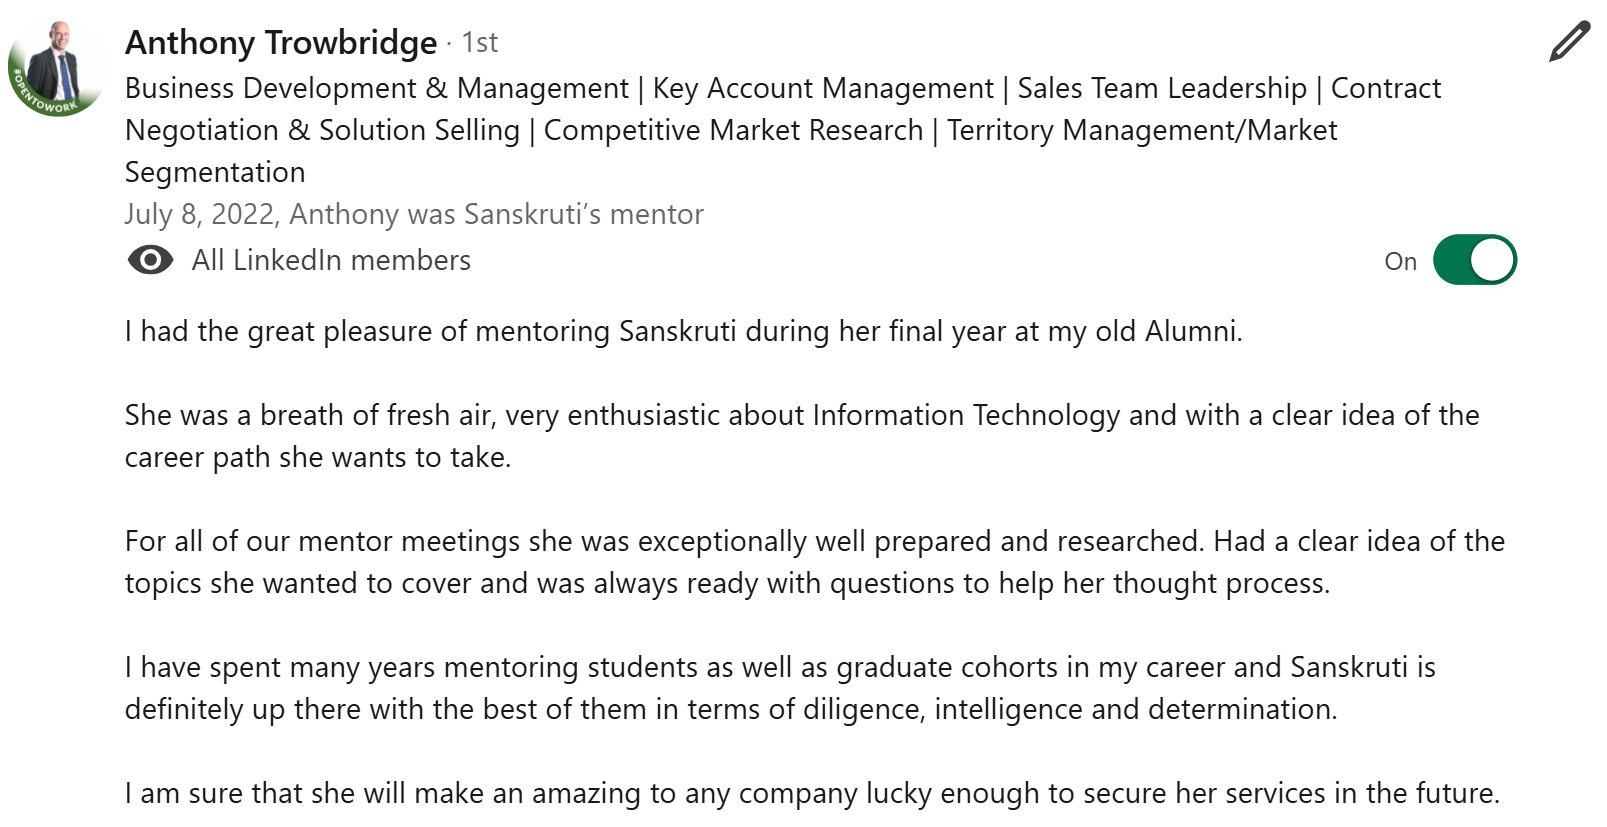 Anthony Trowbridge · 1st
Business Development & Management | Key Account Management | Sales Team Leadership | Contract
Negotiation & Solution Selling | Competitive Market Research | Territory Management/Market
Segmentation
July 8, 2022, Anthony was Sanskruti’s mentor
All LinkedIn members
On
#OPENTOWORK
I had the great pleasure of mentoring Sanskruti during her final year at my old Alumni.
She was a breath of fresh air, very enthusiastic about Information Technology and with a clear idea of the
career path she wants to take.
For all of our mentor meetings she was exceptionally well prepared and researched. Had a clear idea of the
topics she wanted to cover and was always ready with questions to help her thought process.
I have spent many years mentoring students as well as graduate cohorts in my career and Sanskruti is
definitely up there with the best of them in terms of diligence, intelligence and determination.
I am sure that she will make an amazing to any company lucky enough to secure her services in the future.